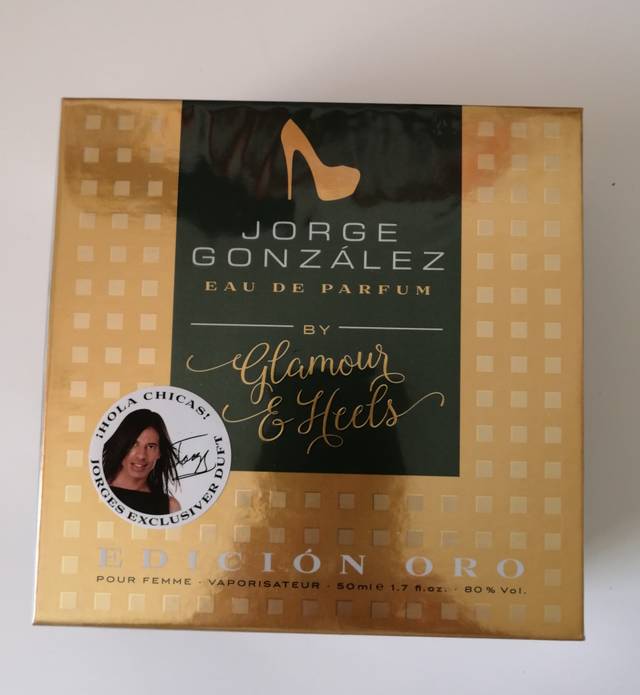 JORGE
GONZÁLEZ
EAU DE PARFUM
BY
Glamour
& Heels
¡HOLA CHICAS!
JORGES EXCLUSIVER DUFT
Jorge
EDICIÓN ORO
POUR FEMME · VAPORISATEUR · 50ml e 1.7 fl.oz. · 80% Vol.